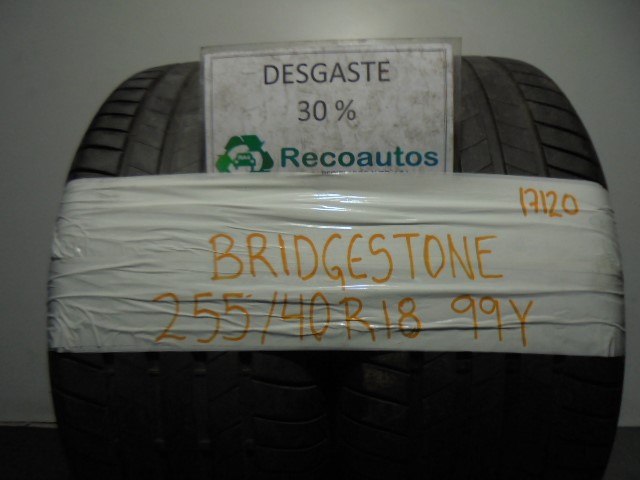 DESGASTE
30 %
Recoautos
17120
BRIDGESTONE
255/40R18 99Y